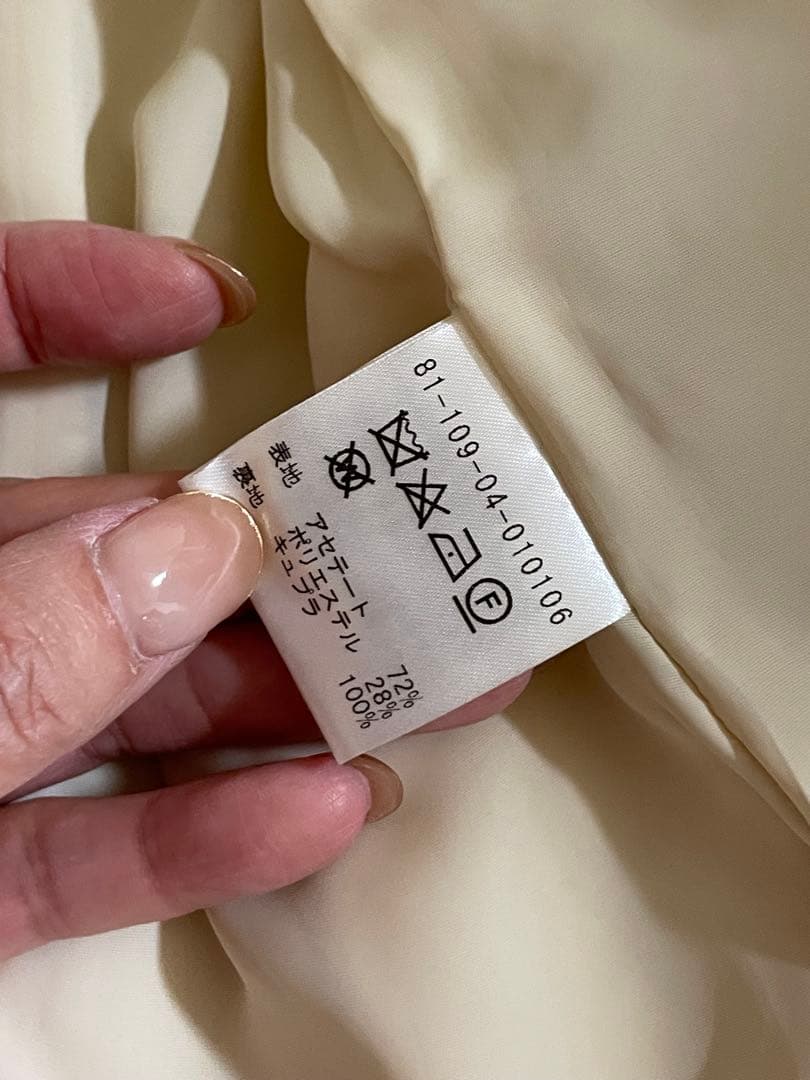 81-109-04-010106
F
W
表地 アセテート 72%
ポリエステル 28%
裏地 キュプラ 100%